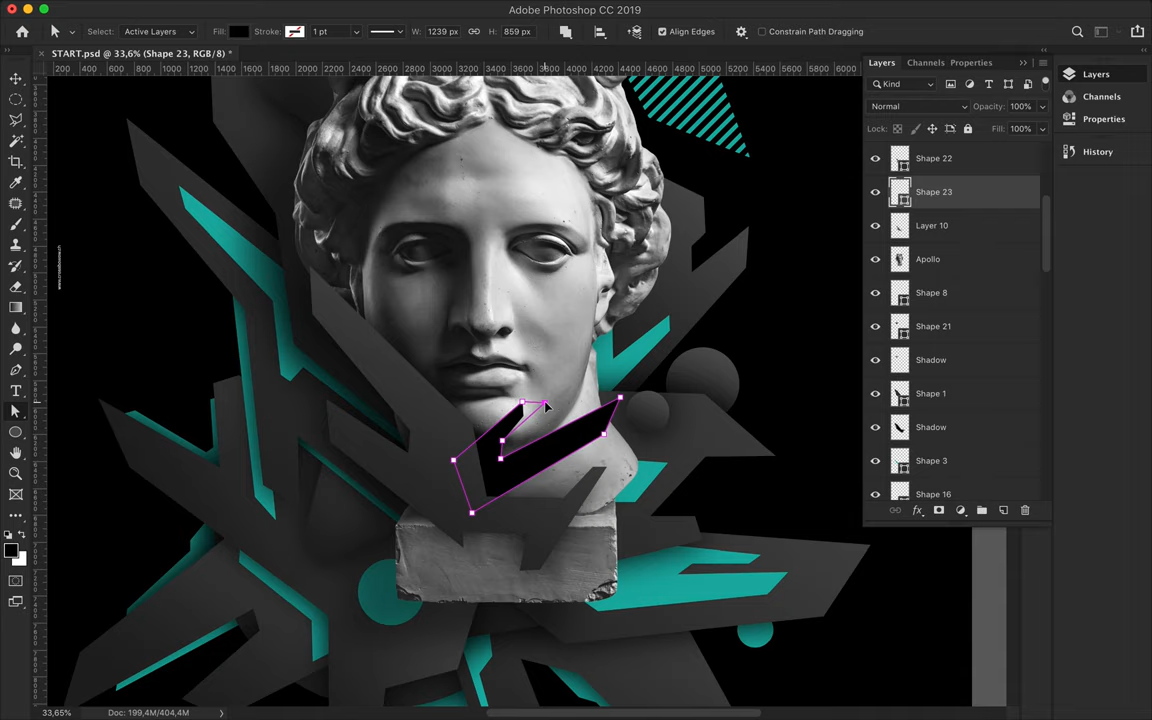 Adobe Photoshop CC 2019
Select: Active Layers Fill: Stroke: 1 pt W: 1239 px H: 859 px Align Edges Constrain Path Dragging
START.psd @ 33,6% (Shape 23, RGB/8) *
200 400 600 800 1000 1200 1400 1600 1800 2000 2200 2400 2600 2800 3000 3200 3400 3600 3800 4000 4200 4400 4600 4800 5000 5200 5400 5600 5800 6000
Layers Channels Properties
Kind
Normal Opacity: 100%
Lock: Fill: 100%
Shape 22
Shape 23
Layer 10
Apollo
Shape 8
Shape 21
Shadow
Shape 1
Shadow
Shape 3
Shape 16
fx
Layers
Channels
Properties
History
33,65% Doc: 199,4M/404,4M